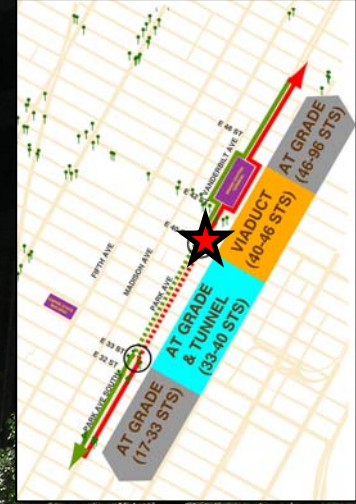 E 46 ST
VANDERBILT AVE
FIFTH AVE
MADISON AVE
PARK AVE
E 33 ST
E 32 ST
PARK AVE SOUTH
AT GRADE
(46-96 STS)
VIADUCT
(40-46 STS)
AT GRADE
& TUNNEL
(33-40 STS)
AT GRADE
(17-33 STS)